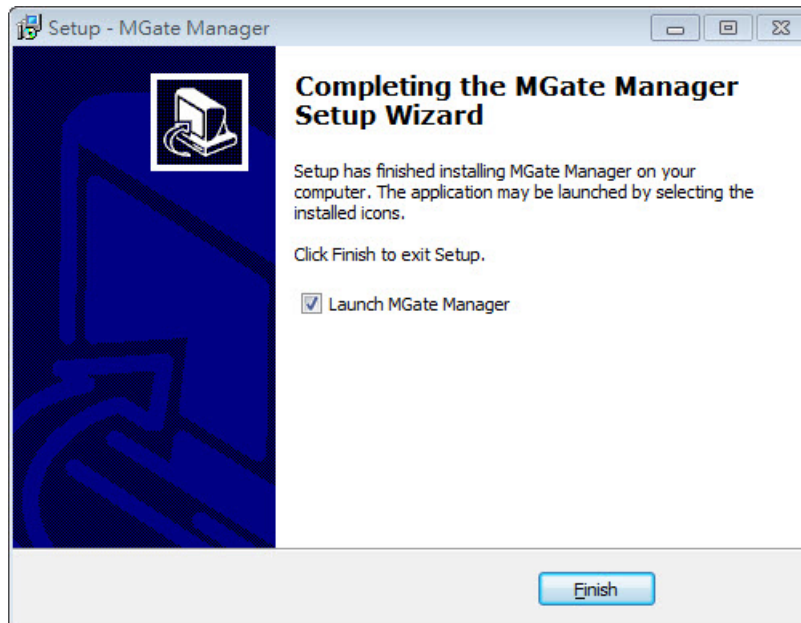 Setup - MGate Manager
Completing the MGate Manager
Setup Wizard
Setup has finished installing MGate Manager on your
computer. The application may be launched by selecting the
installed icons.
Click Finish to exit Setup.
Launch MGate Manager
Finish